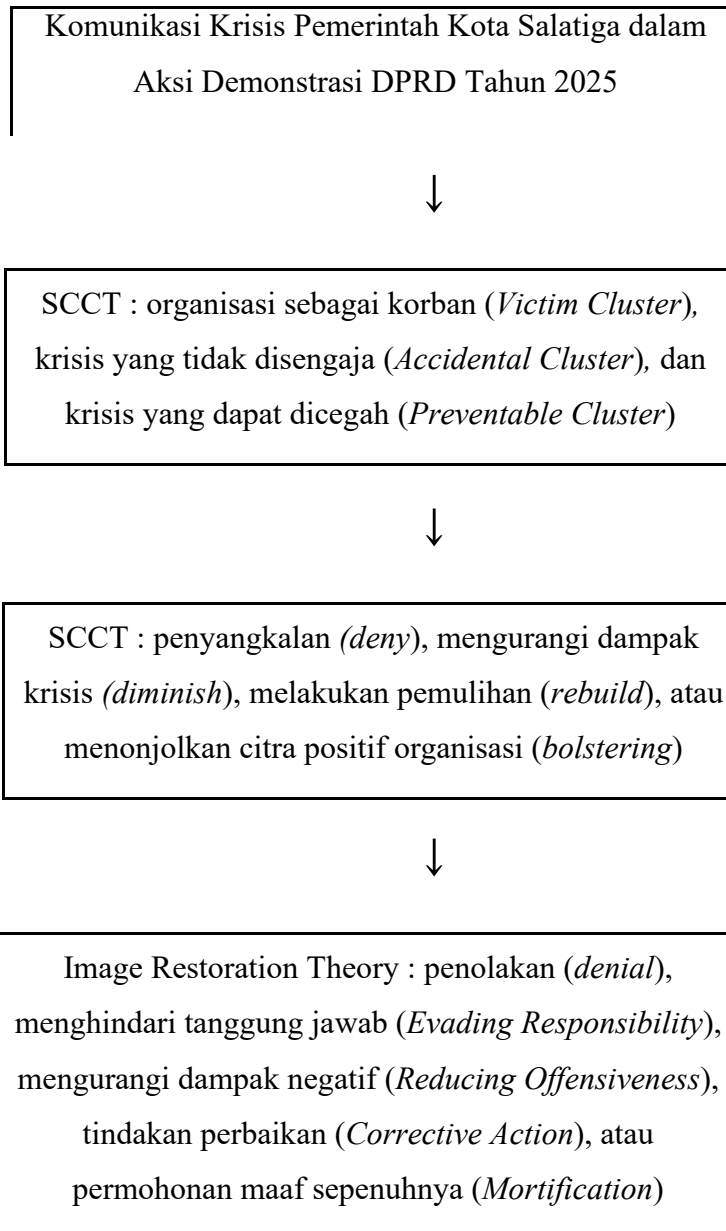 Komunikasi Krisis Pemerintah Kota Salatiga dalam
Aksi Demonstrasi DPRD Tahun 2025
↓
SCCT : organisasi sebagai korban (Victim Cluster),
krisis yang tidak disengaja (Accidental Cluster), dan
krisis yang dapat dicegah (Preventable Cluster)
↓
SCCT : penyangkalan (deny), mengurangi dampak
krisis (diminish), melakukan pemulihan (rebuild), atau
menonjolkan citra positif organisasi (bolstering)
↓
Image Restoration Theory : penolakan (denial),
menghindari tanggung jawab (Evading Responsibility),
mengurangi dampak negatif (Reducing Offensiveness),
tindakan perbaikan (Corrective Action), atau
permohonan maaf sepenuhnya (Mortification)